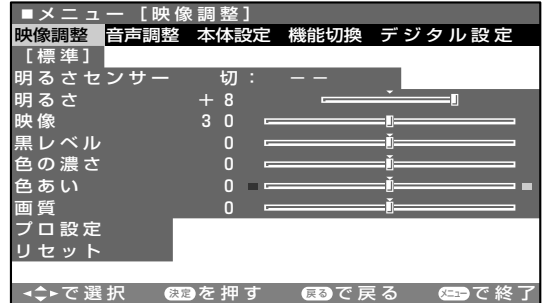 ■メニュー [映像調整]
映像調整 音声調整 本体設定 機能切換 デジタル設定
[標準]
明るさセンサー 切: −−
明るさ +8
映像 30
黒レベル 0
色の濃さ 0
色あい 0
画質 0
プロ設定
リセット
で選択 決定を押す 戻るで戻る メニューで終了